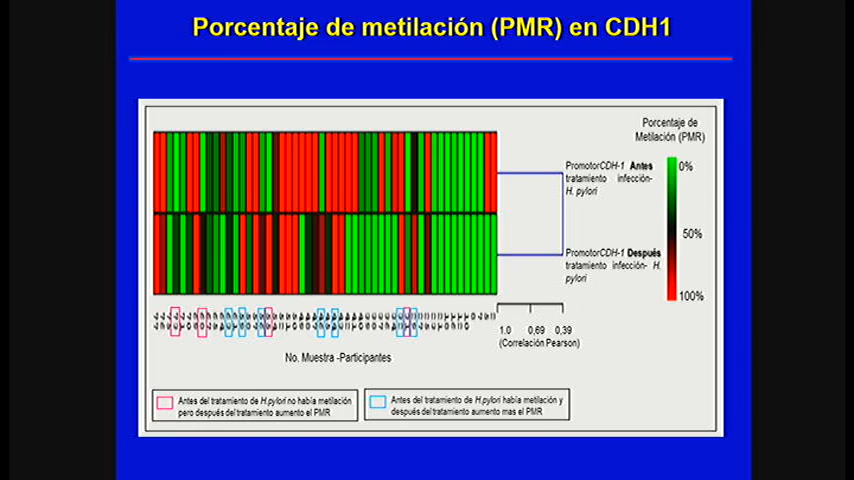 Porcentaje de metilación (PMR) en CDH1
Porcentaje de
Metilación (PMR)
0%
50%
100%
PromotorCDH-1 Antes
tratamiento infección-
H. pylori
PromotorCDH-1 Después
tratamiento infección- H.
pylori
1.0 0,69 0,39
(Correlación Pearson)
No. Muestra -Participantes
Antes del tratamiento de H.pylori no había metilación
pero después del tratamiento aumento el PMR
Antes del tratamiento de H.pylori había metilación y
después del tratamiento aumento mas el PMR